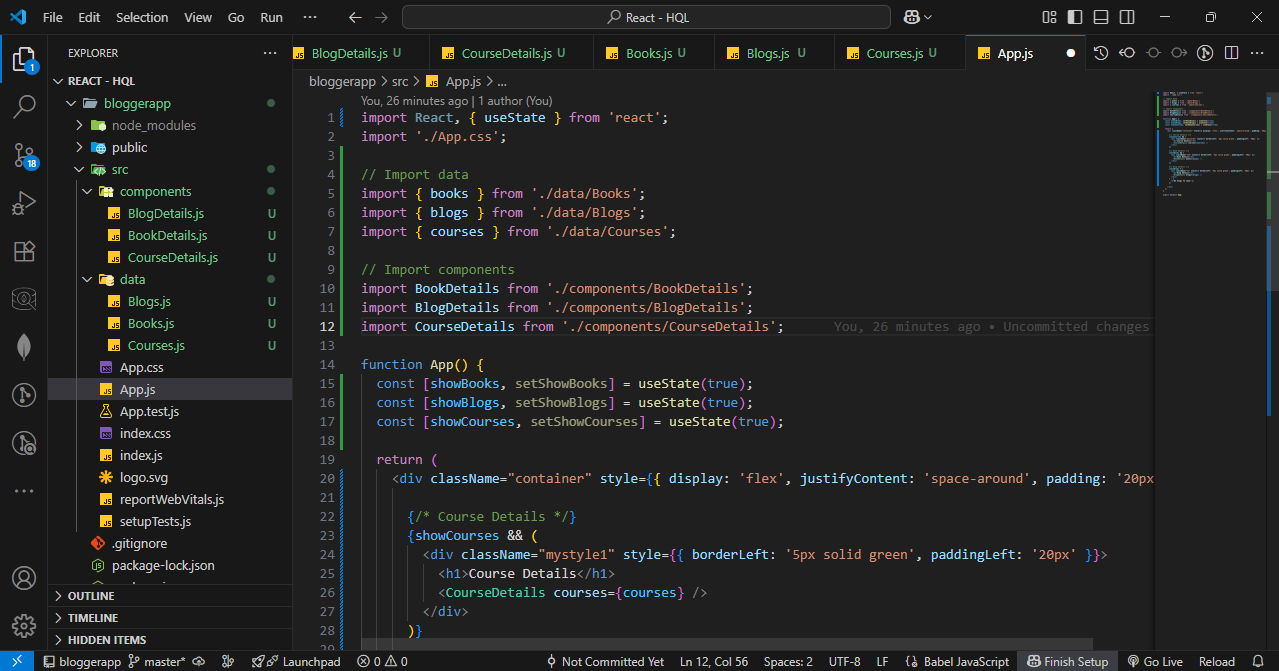 File Edit Selection View Go Run ··· React - HQL
EXPLORER ···
REACT - HQL
bloggerapp
node_modules
public
src
components
BlogDetails.js U
BookDetails.js U
CourseDetails.js U
data
Blogs.js U
Books.js U
Courses.js U
App.css
App.js
App.test.js
index.css
index.js
logo.svg
reportWebVitals.js
setupTests.js
.gitignore
package-lock.json
OUTLINE
TIMELINE
HIDDEN ITEMS
1
18
BlogDetails.js U CourseDetails.js U Books.js U Blogs.js U Courses.js U App.js
bloggerapp > src > App.js > ...
You, 26 minutes ago | 1 author (You)
1 import React, { useState } from 'react';
2 import './App.css';
3
4 // Import data
5 import { books } from './data/Books';
6 import { blogs } from './data/Blogs';
7 import { courses } from './data/Courses';
8
9 // Import components
10 import BookDetails from './components/BookDetails';
11 import BlogDetails from './components/BlogDetails';
12 import CourseDetails from './components/CourseDetails'; You, 26 minutes ago • Uncommitted changes
13
14 function App() {
15 const [showBooks, setShowBooks] = useState(true);
16 const [showBlogs, setShowBlogs] = useState(true);
17 const [showCourses, setShowCourses] = useState(true);
18
19 return (
20 <div className="container" style={{ display: 'flex', justifyContent: 'space-around', padding: '20px
21
22 {/* Course Details */}
23 {showCourses && (
24 <div className="mystyle1" style={{ borderLeft: '5px solid green', paddingLeft: '20px' }}>
25 <h1>Course Details</h1>
26 <CourseDetails courses={courses} />
27 </div>
28 )}
bloggerapp master* Launchpad 0 0 Not Committed Yet Ln 12, Col 56 Spaces: 2 UTF-8 LF {} Babel JavaScript Finish Setup Go Live Reload